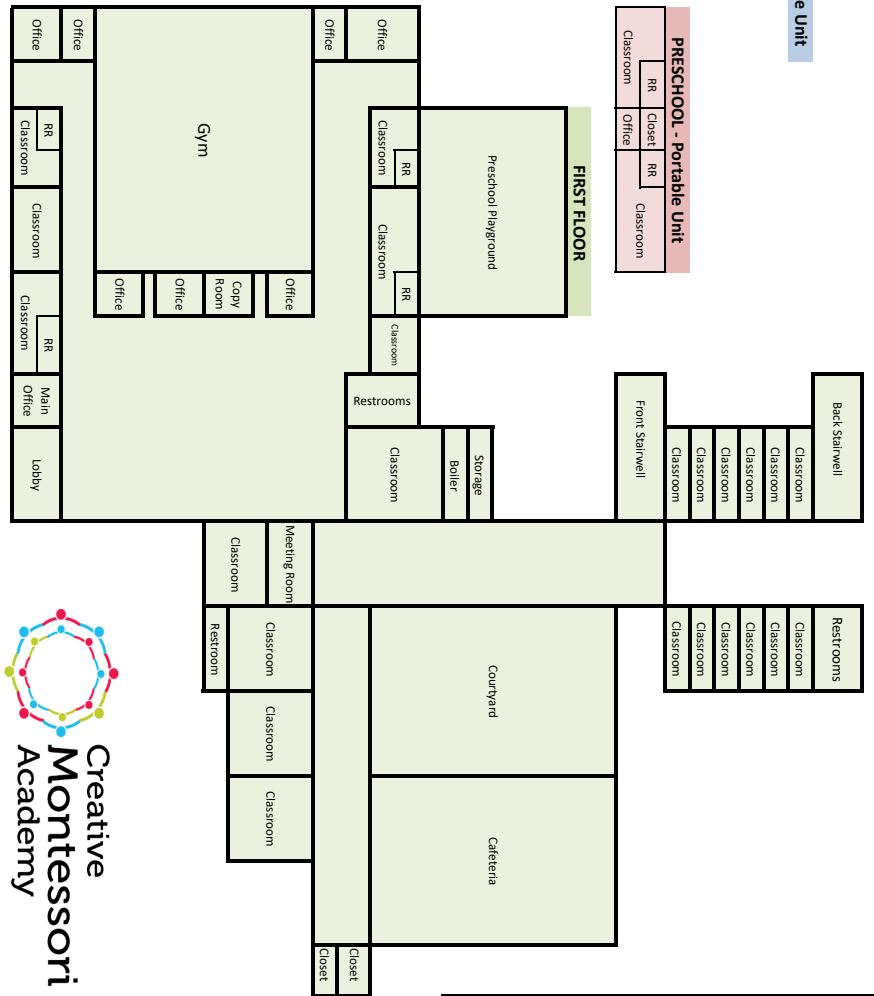 e Unit
Back Stairwell
Restrooms
Classroom
Classroom
Classroom
Classroom
Classroom
Classroom
Classroom
Classroom
Classroom
Classroom
Classroom
Classroom
PRESCHOOL - Portable Unit
Classroom
RR
Closet
Office
RR
Classroom
Front Stairwell
FIRST FLOOR
Preschool Playground
Courtyard
Cafeteria
Storage
Boiler
Classroom
Office
Classroom
RR
Classroom
RR
Classroom
Restrooms
Closet
Closet
Office
Meeting Room
Classroom
Classroom
Classroom
Classroom
Restroom
Office
Copy
Room
Office
Office
Gym
Office
Office
RR
Classroom
Classroom
RR
Classroom
Main
Office
Lobby
Creative
Montessori
Academy